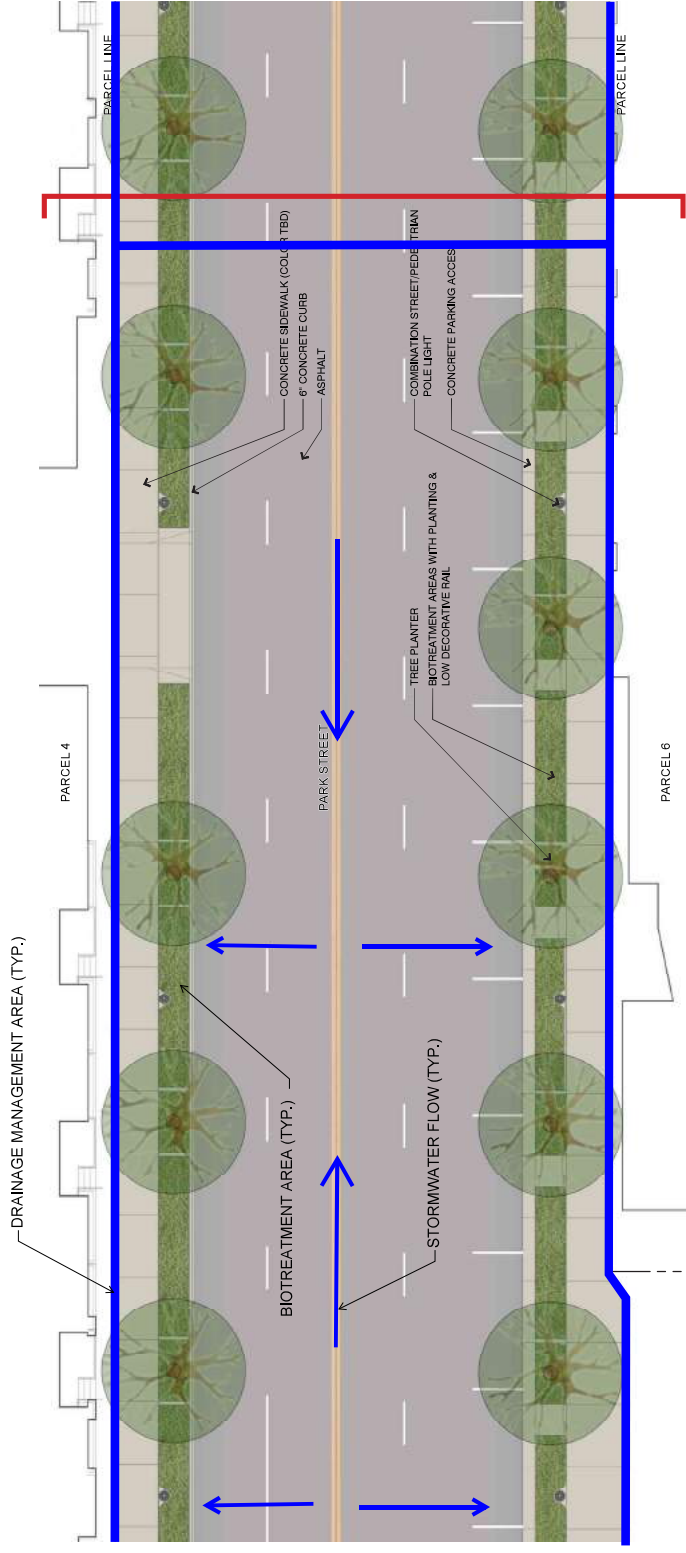 PARCEL LINE
PARCEL LINE
CONCRETE SIDEWALK (COLOR TBD)
6" CONCRETE CURB
ASPHALT
COMBINATION STREET/PEDESTRIAN
POLE LIGHT
CONCRETE PARKING ACCES
TREE PLANTER
BIOTREATMENT AREAS WITH PLANTING &
LOW DECORATIVE RAIL
PARCEL 4
PARK STREET
PARCEL 6
DRAINAGE MANAGEMENT AREA (TYP.)
BIOTREATMENT AREA (TYP.)
STORMWATER FLOW (TYP.)